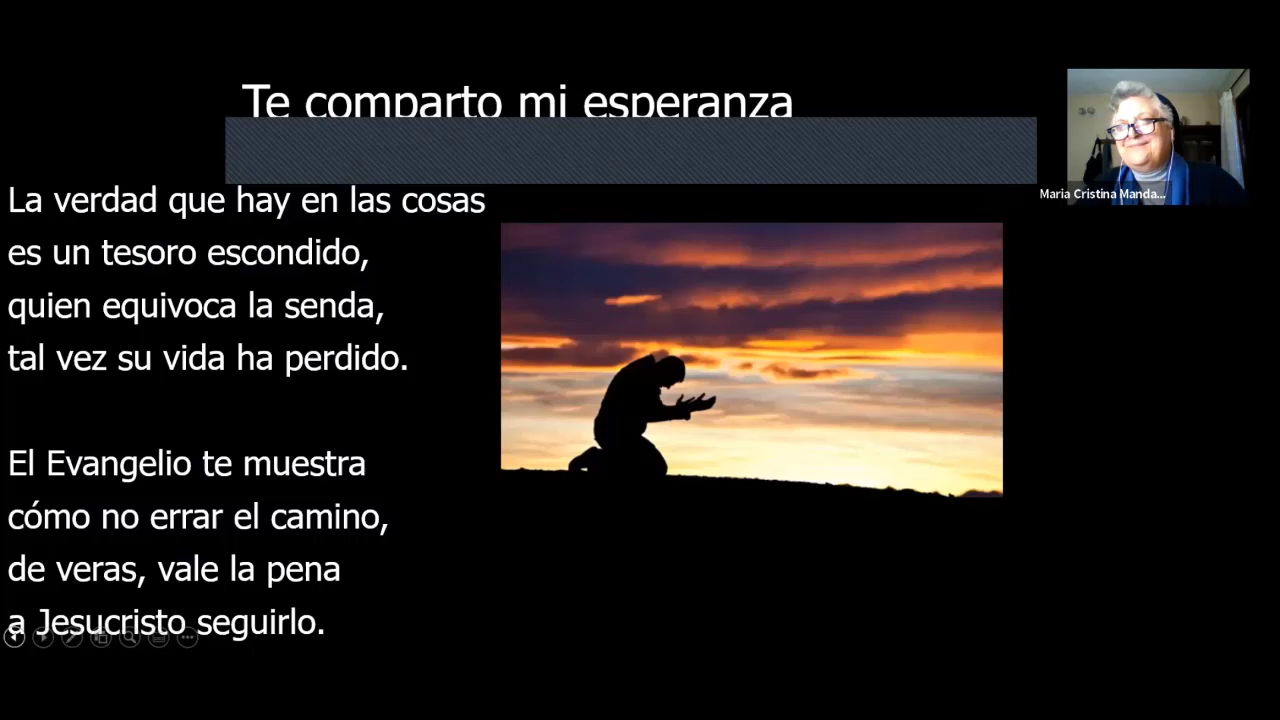 Te comparto mi esperanza
Maria Cristina Manda...
La verdad que hay en las cosas
es un tesoro escondido,
quien equivoca la senda,
tal vez su vida ha perdido.
El Evangelio te muestra
cómo no errar el camino,
de veras, vale la pena
a Jesucristo seguirlo.